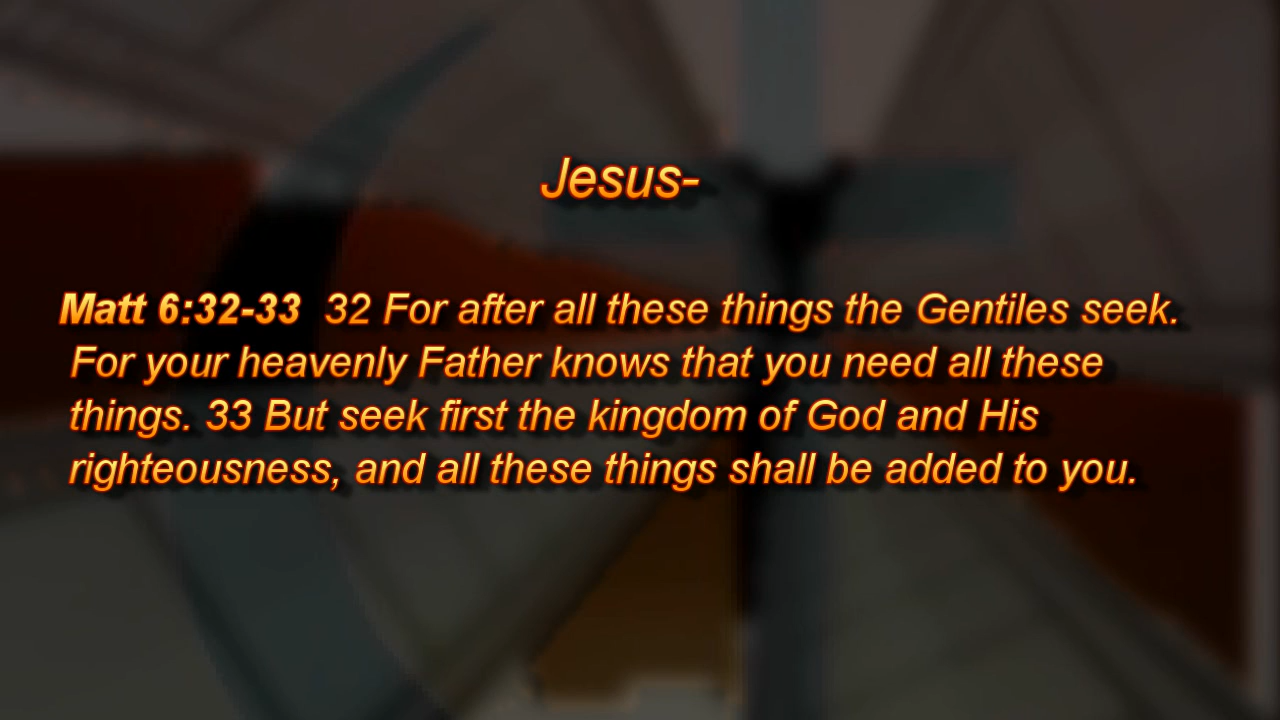 Jesus-
Matt 6:32-33 32 For after all these things the Gentiles seek.
For your heavenly Father knows that you need all these
things. 33 But seek first the kingdom of God and His
righteousness, and all these things shall be added to you.